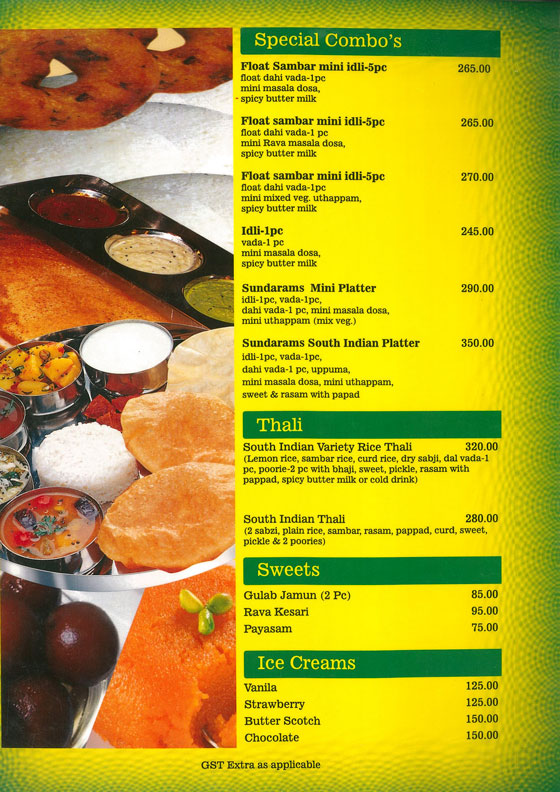 Special Combo's
Float Sambar mini idli-5pc 265.00
float dahi vada-1pc
mini masala dosa,
- spicy butter milk
Float sambar mini idli-5pc 265.00
float dahi vada-1 pc
mini Rava masala dosa,
spicy butter milk
Float sambar mini idli-5pc 270.00
float dahi vada-1pc
mini mixed veg. uthappam,
spicy butter milk
Idli-1pc 245.00
vada-1 pc
mini masala dosa,
spicy butter milk
Sundarams Mini Platter 290.00
idli-1pc, vada-1pc,
dahi vada-1 pc, mini masala dosa,
mini uthappam (mix veg.)
Sundarams South Indian Platter 350.00
idli-1pc, vada-1pc,
dahi vada-1 pc, uppuma,
mini masala dosa, mini uthappam,
sweet & rasam with papad
Thali
South Indian Variety Rice Thali 320.00
(Lemon rice, sambar rice, curd rice, dry sabji, dal vada-1
pc, poorie-2 pc with bhaji, sweet, pickle, rasam with
pappad, spicy butter milk or cold drink)
South Indian Thali 280.00
(2 sabzi, plain rice, sambar, rasam, pappad, curd, sweet,
pickle & 2 poories)
Sweets
Gulab Jamun (2 Pc) 85.00
Rava Kesari 95.00
Payasam 75.00
Ice Creams
Vanila 125.00
Strawberry 125.00
Butter Scotch 150.00
Chocolate 150.00
GST Extra as applicable